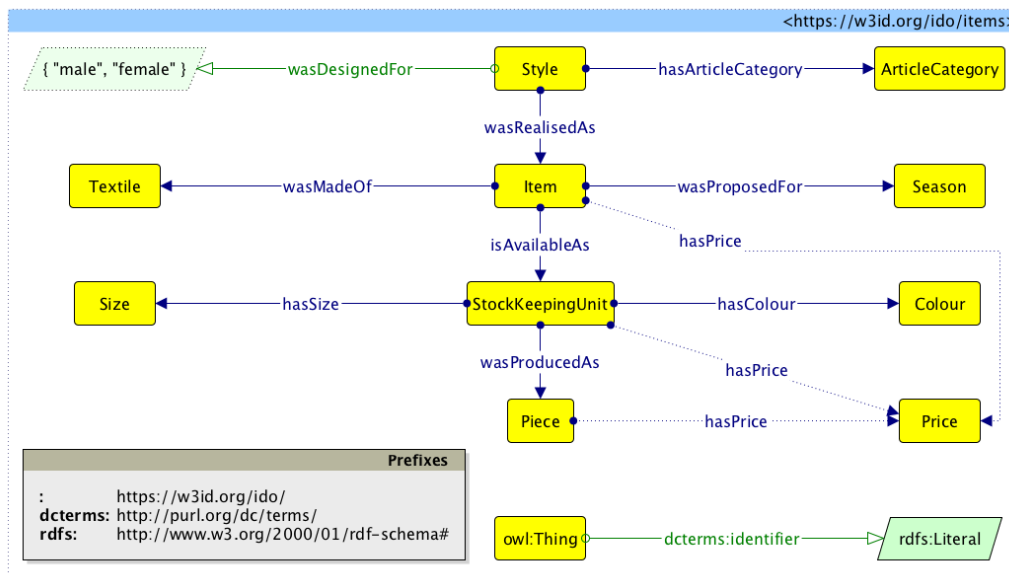 <https://w3id.org/ido/items>
{ "male", "female" }
wasDesignedFor
Style
hasArticleCategory
ArticleCategory
wasRealisedAs
Textile
wasMadeOf
Item
wasProposedFor
Season
isAvailableAs
hasPrice
Size
hasSize
StockKeepingUnit
hasColour
Colour
wasProducedAs
hasPrice
Piece
hasPrice
Price
Prefixes
: https://w3id.org/ido/
dcterms: http://purl.org/dc/terms/
rdfs: http://www.w3.org/2000/01/rdf-schema#
owl:Thing
dcterms:identifier
rdfs:Literal